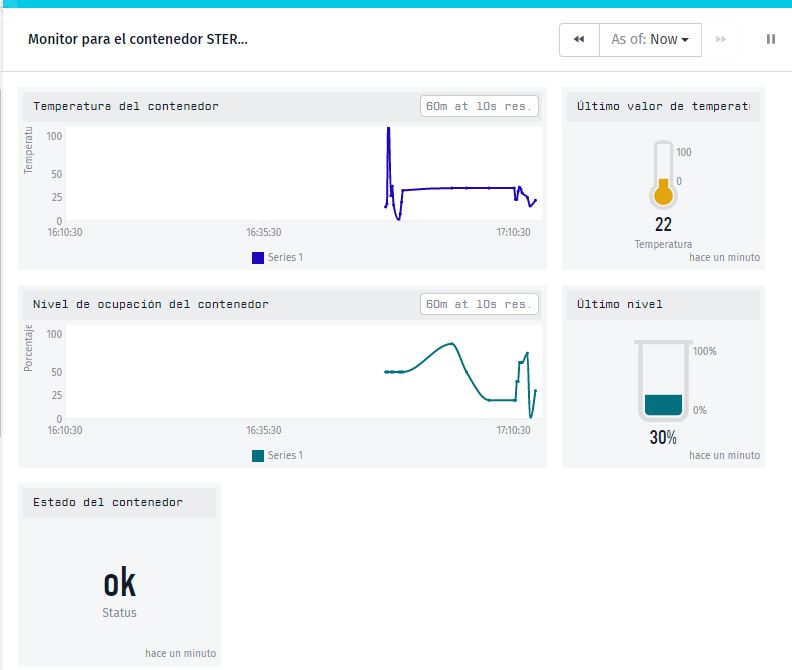 Monitor para el contenedor STER...
As of: Now
Temperatura del contenedor
60m at 10s res.
Temperatu
100
50
25
0
16:10:30
16:35:30
17:10:30
Series 1
Último valor de temperatu
100
0
22
Temperatura
hace un minuto
Nivel de ocupación del contenedor
60m at 10s res.
Porcentaje
100
50
25
0
16:10:30
16:35:30
17:10:30
Series 1
Último nivel
100%
0%
30%
hace un minuto
Estado del contenedor
ok
Status
hace un minuto